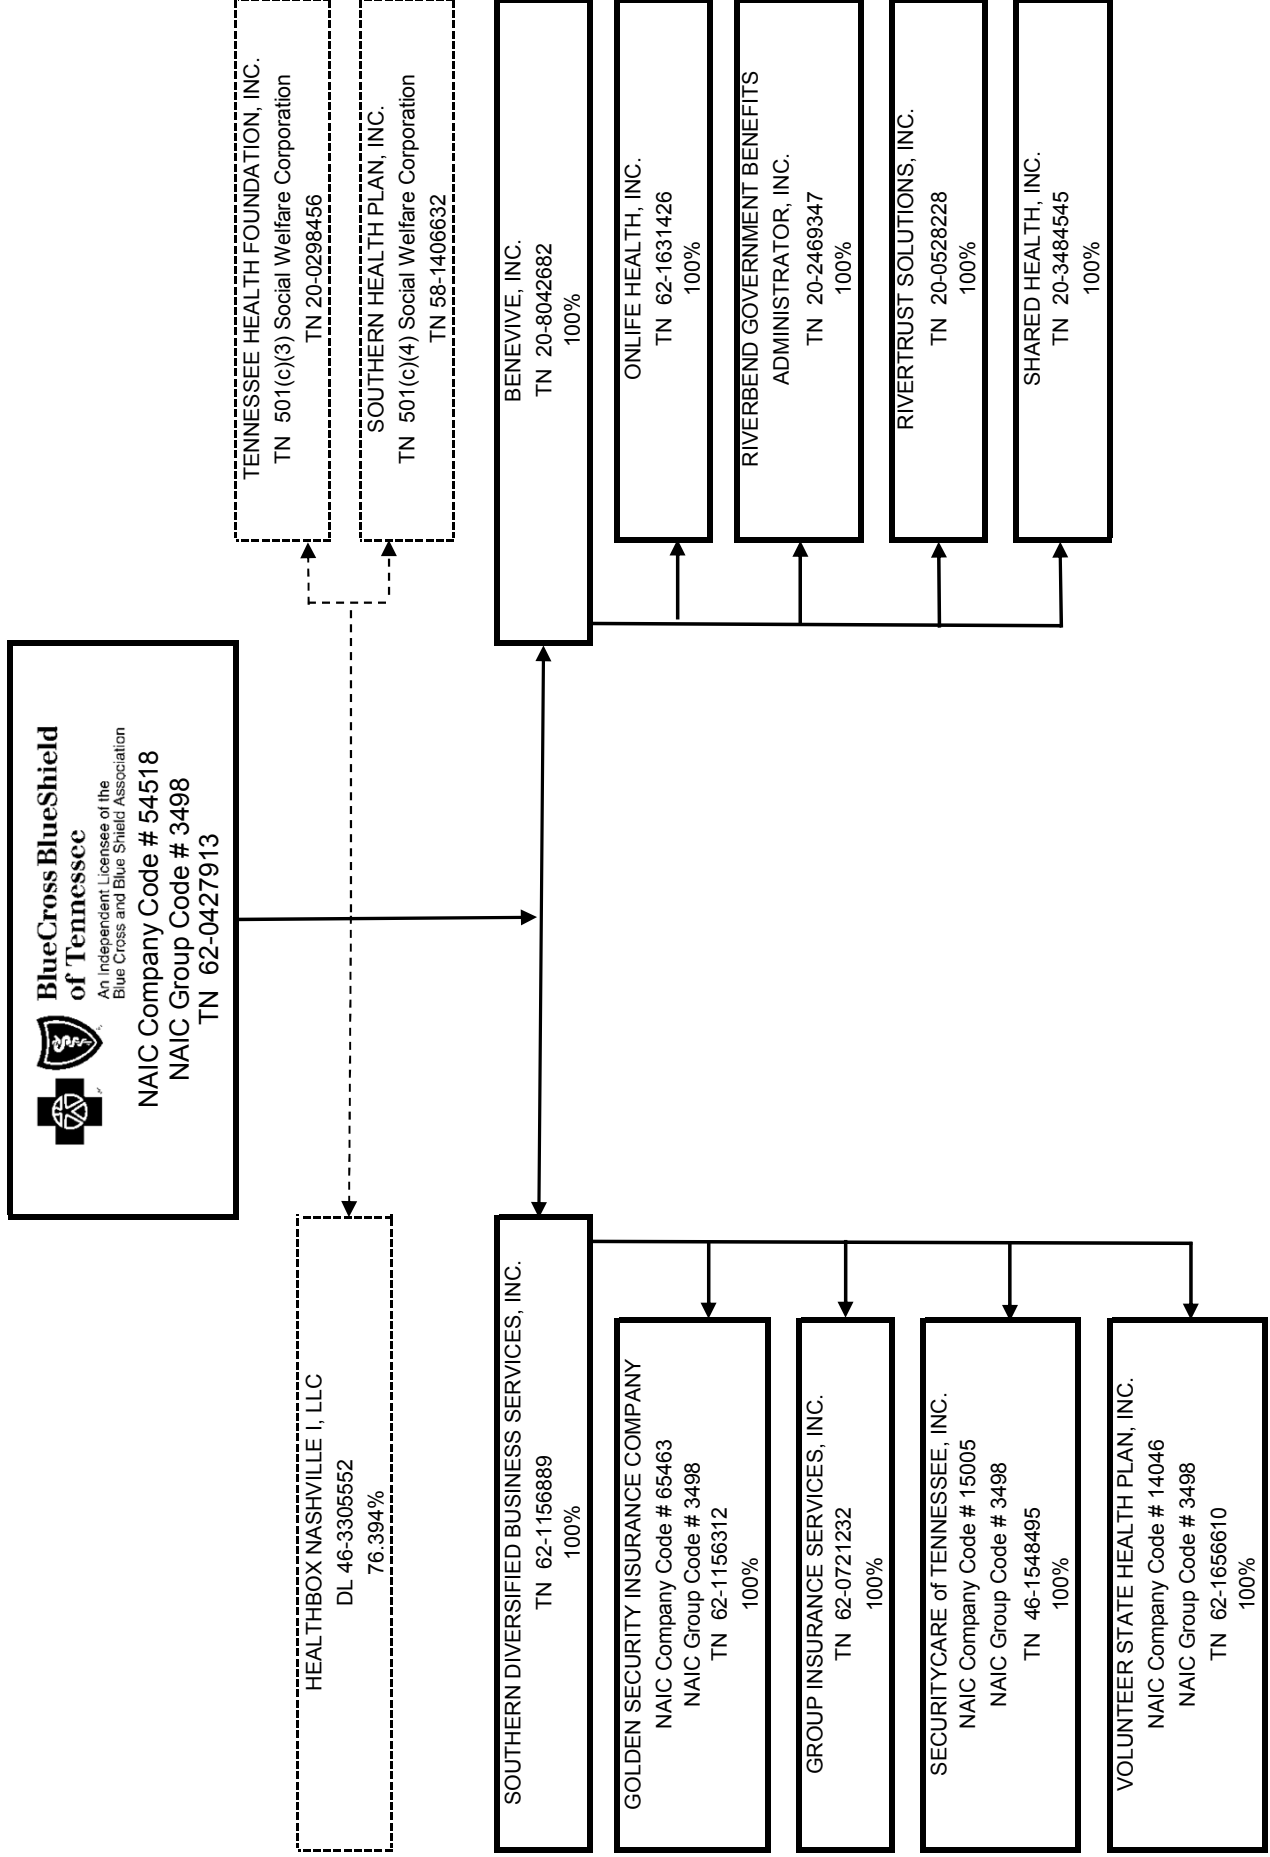 BlueCross BlueShield
of Tennessee
An Independent Licensee of the
Blue Cross and Blue Shield Association
NAIC Company Code # 54518
NAIC Group Code # 3498
TN 62-0427913
HEALTHBOX NASHVILLE I, LLC
DL 46-3305552
76.394%
TENNESSEE HEALTH FOUNDATION, INC.
TN 501(c)(3) Social Welfare Corporation
TN 20-0298456
SOUTHERN HEALTH PLAN, INC.
TN 501(c)(4) Social Welfare Corporation
TN 58-1406632
SOUTHERN DIVERSIFIED BUSINESS SERVICES, INC.
TN 62-1156889
100%
GOLDEN SECURITY INSURANCE COMPANY
NAIC Company Code # 65463
NAIC Group Code # 3498
TN 62-1156312
100%
GROUP INSURANCE SERVICES, INC.
TN 62-0721232
100%
SECURITYCARE of TENNESSEE, INC.
NAIC Company Code # 15005
NAIC Group Code # 3498
TN 46-1548495
100%
VOLUNTEER STATE HEALTH PLAN, INC.
NAIC Company Code # 14046
NAIC Group Code # 3498
TN 62-1656610
100%
BENEVIVE, INC.
TN 20-8042682
100%
ONLIFE HEALTH, INC.
TN 62-1631426
100%
RIVERBEND GOVERNMENT BENEFITS
ADMINISTRATOR, INC.
TN 20-2469347
100%
RIVERTRUST SOLUTIONS, INC.
TN 20-0528228
100%
SHARED HEALTH, INC.
TN 20-3484545
100%